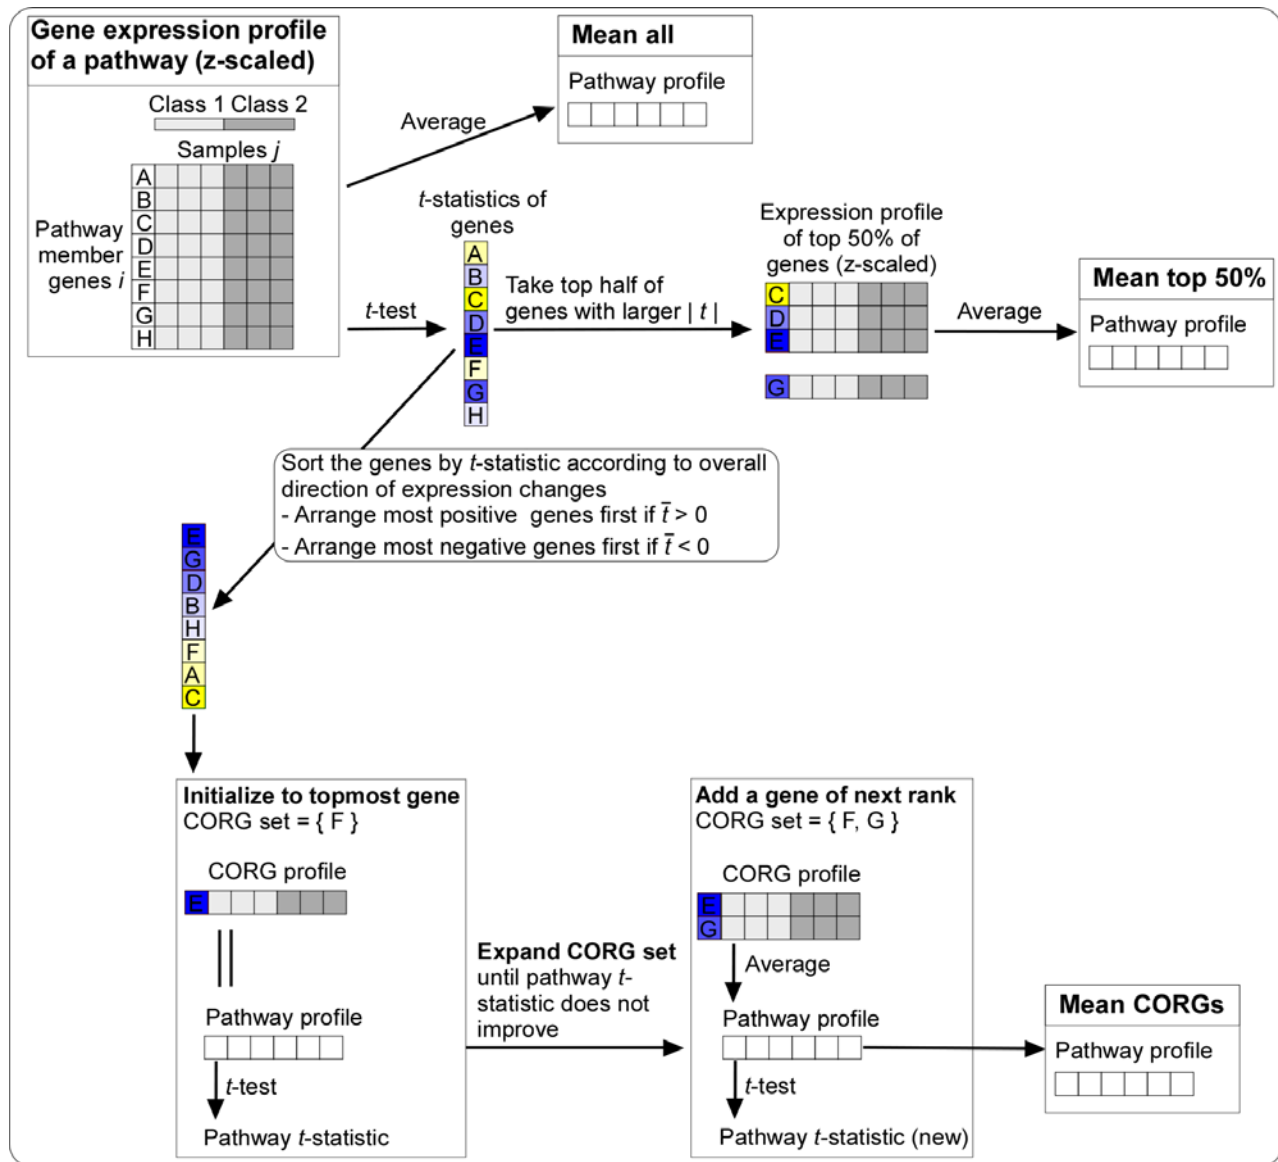 Gene expression profile
of a pathway (z-scaled)
Class 1 Class 2
Samples j
Pathway
member
genes i
A
B
C
D
E
F
G
H
Average
Mean all
Pathway profile
t-test
t-statistics of
genes
A
B
C
D
E
F
G
H
Take top half of
genes with larger | t |
Expression profile
of top 50% of
genes (z-scaled)
C
D
E
G
Average
Mean top 50%
Pathway profile
Sort the genes by t-statistic according to overall
direction of expression changes
- Arrange most positive genes first if t̅ > 0
- Arrange most negative genes first if t̅ < 0
E
G
D
B
H
F
A
C
Initialize to topmost gene
CORG set = { F }
CORG profile
E
Pathway profile
t-test
Pathway t-statistic
Expand CORG set
until pathway t-
statistic does not
improve
Add a gene of next rank
CORG set = { F, G }
CORG profile
E
G
Average
Pathway profile
t-test
Pathway t-statistic (new)
Mean CORGs
Pathway profile